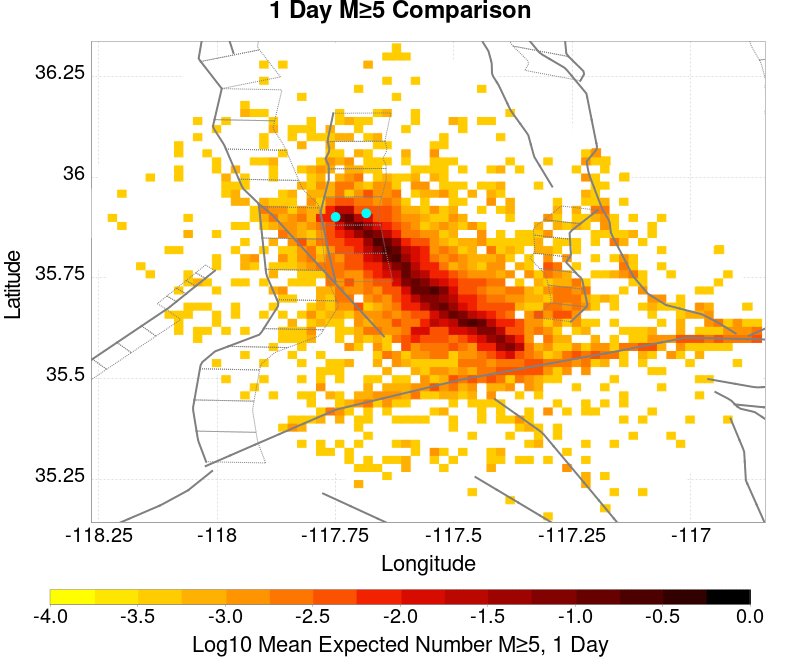 1 Day M≥5 Comparison
36.25
36
35.75
35.5
35.25
Latitude
-118.25 -118 -117.75 -117.5 -117.25 -117
Longitude
-4.0 -3.5 -3.0 -2.5 -2.0 -1.5 -1.0 -0.5 0.0
Log10 Mean Expected Number M≥5, 1 Day